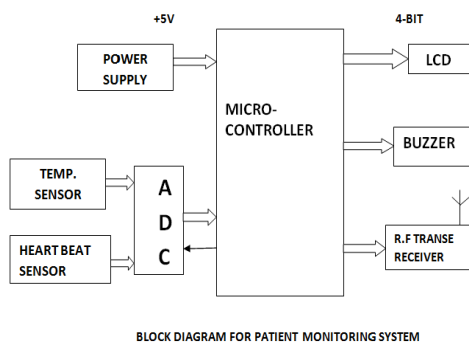 +5V
4-BIT
POWER
SUPPLY
MICRO-
CONTROLLER
LCD
BUZZER
TEMP.
SENSOR
A
D
C
HEART BEAT
SENSOR
R.F TRANSE
RECEIVER
BLOCK DIAGRAM FOR PATIENT MONITORING SYSTEM